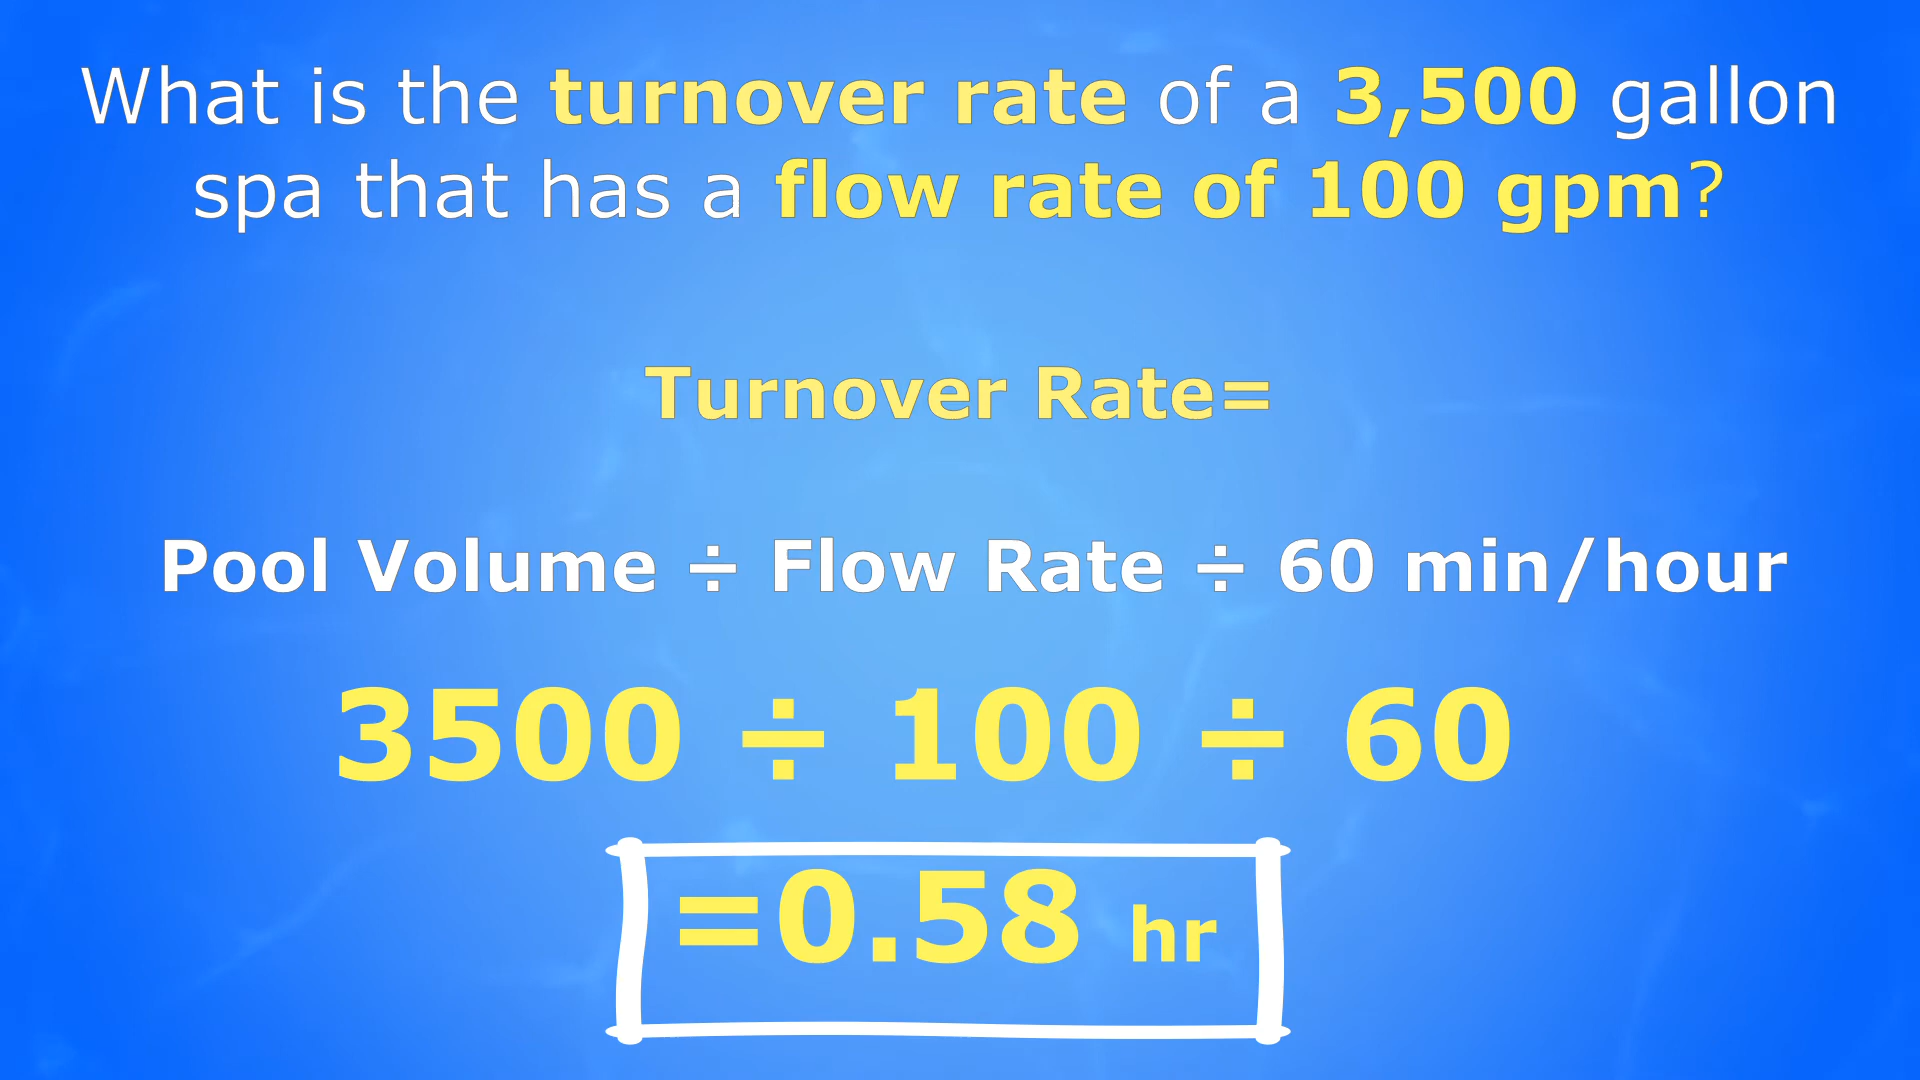 What is the turnover rate of a 3,500 gallon
spa that has a flow rate of 100 gpm?
Turnover Rate=
Pool Volume ÷ Flow Rate ÷ 60 min/hour
3500 ÷ 100 ÷ 60
=0.58 hr